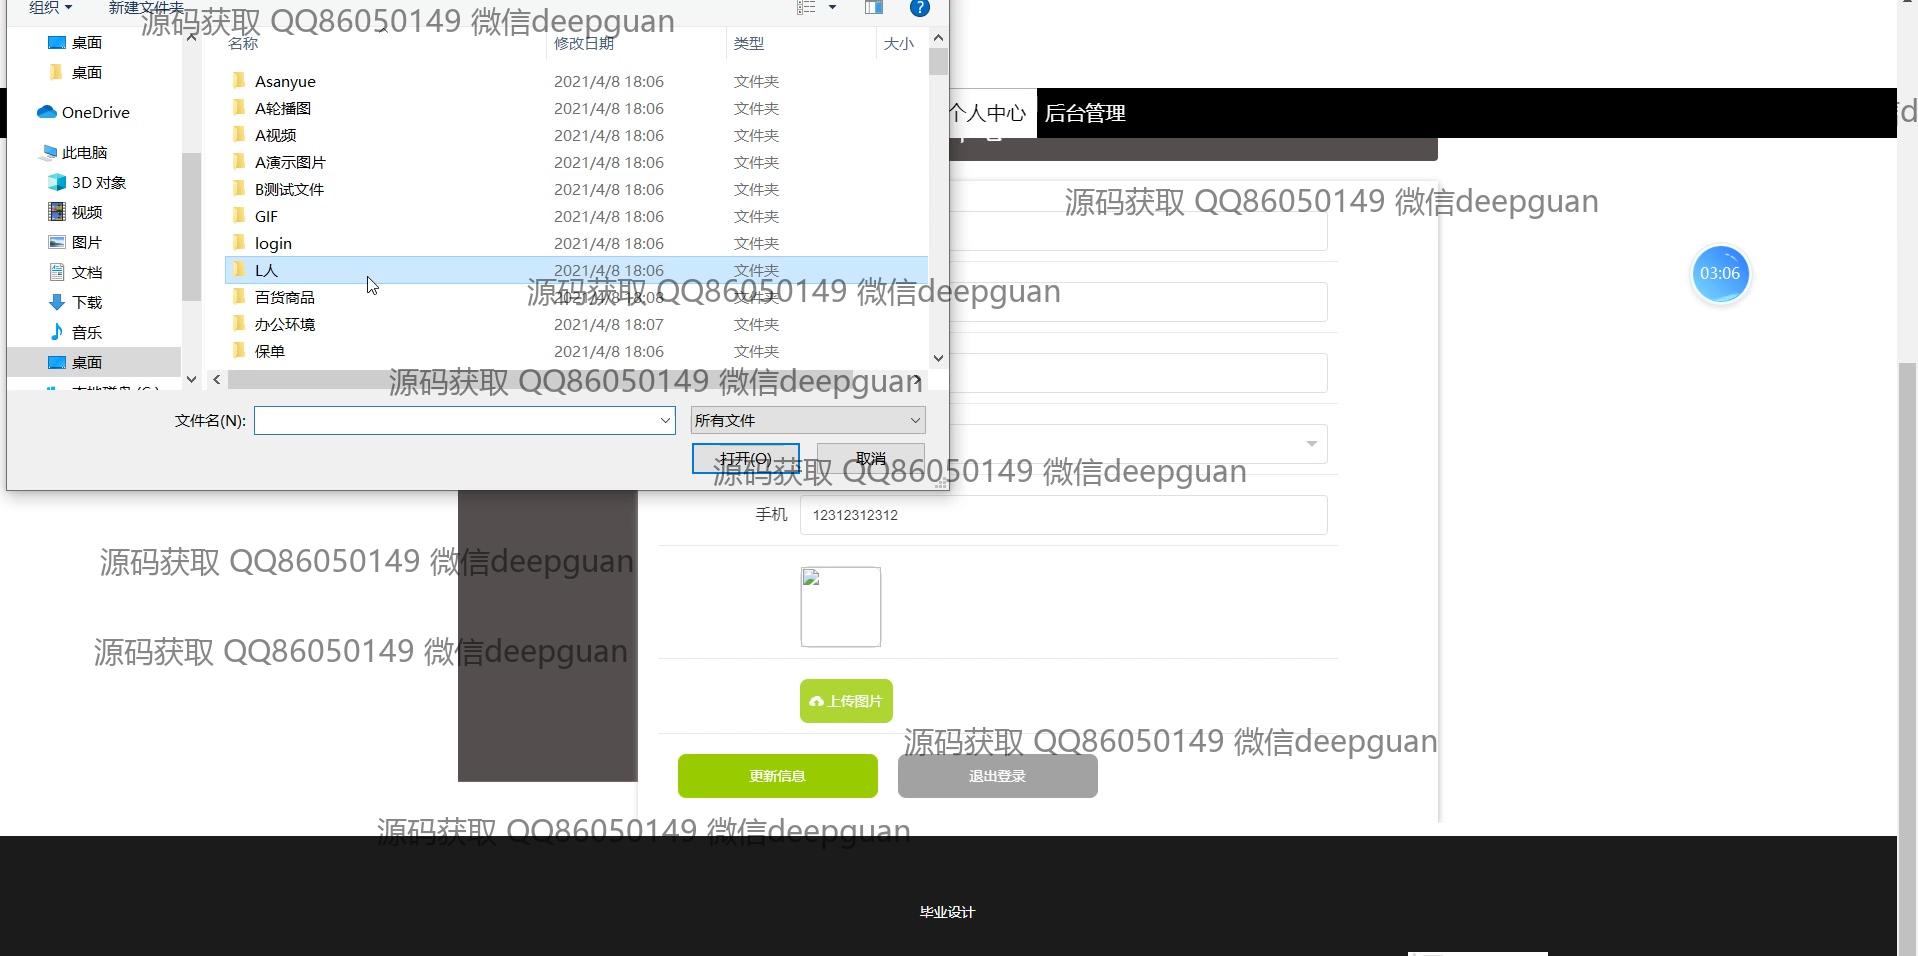 组织 新建文件夹
源码获取 QQ86050149 微信deepguan
名称 修改日期 类型 大小
桌面
桌面
OneDrive
此电脑
3D 对象
视频
图片
文档
下载
音乐
桌面
Asanyue 2021/4/8 18:06 文件夹
A轮播图 2021/4/8 18:06 文件夹
A视频 2021/4/8 18:06 文件夹
A演示图片 2021/4/8 18:06 文件夹
B测试文件 2021/4/8 18:06 文件夹
GIF 2021/4/8 18:06 文件夹
login 2021/4/8 18:06 文件夹
L人 2021/4/8 18:06 文件夹
百货商品 2021/4/8 18:08 文件夹
办公环境 2021/4/8 18:07 文件夹
保单 2021/4/8 18:06 文件夹
源码获取 QQ86050149 微信deepguan
源码获取 QQ86050149 微信deepguan
文件名(N): 所有文件
打开(O) 取消
源码获取 QQ86050149 微信deepguan
个人中心 后台管理
源码获取 QQ86050149 微信deepguan
03:06
手机 12312312312
源码获取 QQ86050149 微信deepguan
源码获取 QQ86050149 微信deepguan
上传图片
源码获取 QQ86050149 微信deepguan
更新信息 退出登录
源码获取 QQ86050149 微信deepguan
毕业设计